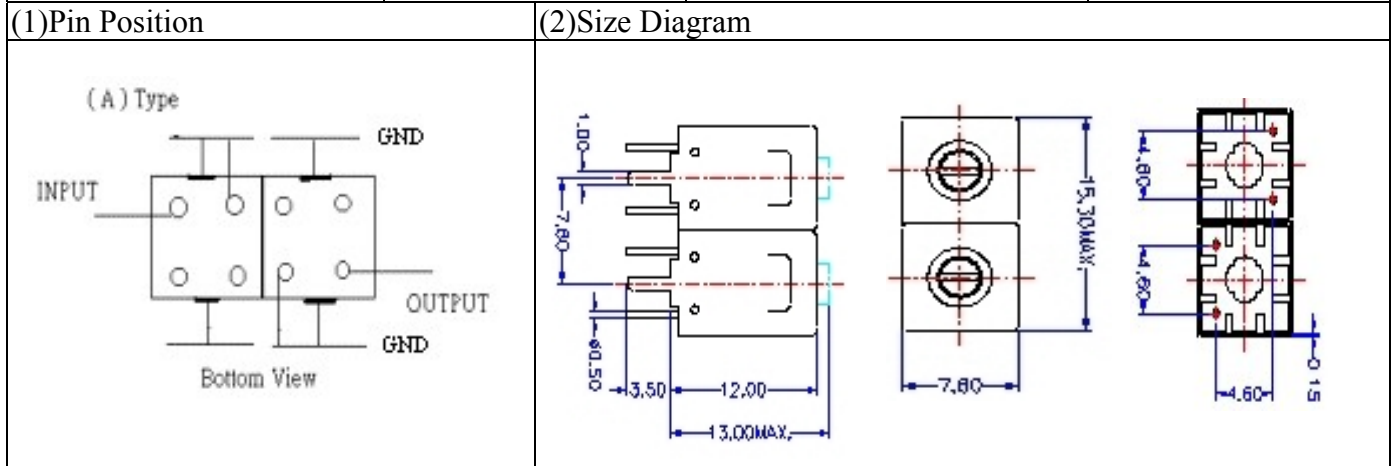 (1)Pin Position
(2)Size Diagram
(A) Type
GND
INPUT
OUTPUT
GND
Bottom View
1.00
7.80
ø0.50
3.50
12.00
13.00MAX.
15.30MAX.
7.80
4.60
4.60
4.60
0.15